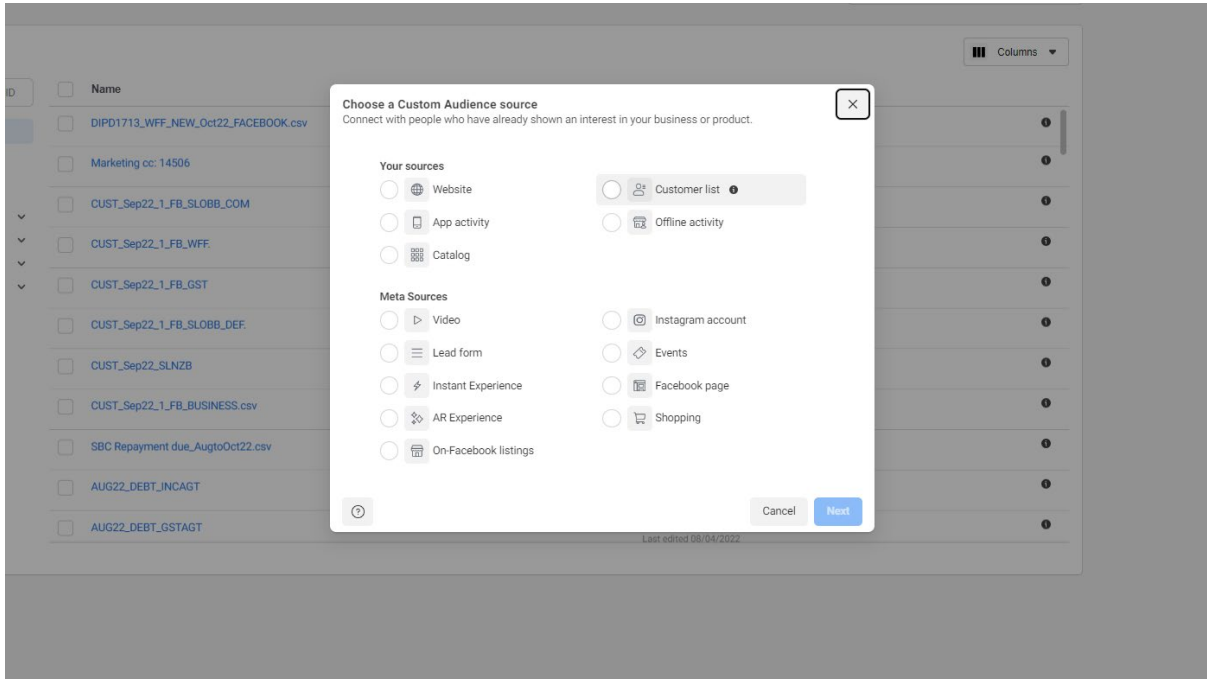 Columns
ID
Name
Choose a Custom Audience source
Connect with people who have already shown an interest in your business or product.
DIPD1713_WFF_NEW_Oct22_FACEBOOK.csv
Marketing cc: 14506
CUST_Sep22_1_FB_SLOBB_COM
CUST_Sep22_1_FB_WFF.
CUST_Sep22_1_FB_GST
CUST_Sep22_1_FB_SLOBB_DEF.
CUST_Sep22_SLNZB
CUST_Sep22_1_FB_BUSINESS.csv
SBC Repayment due_AugtoOct22.csv
AUG22_DEBT_INCAGT
AUG22_DEBT_GSTAGT
Your sources
Website
Customer list
App activity
Offline activity
Catalog
Meta Sources
Video
Instagram account
Lead form
Events
Instant Experience
Facebook page
AR Experience
Shopping
On-Facebook listings
Cancel
Next
Last edited 08/04/2022